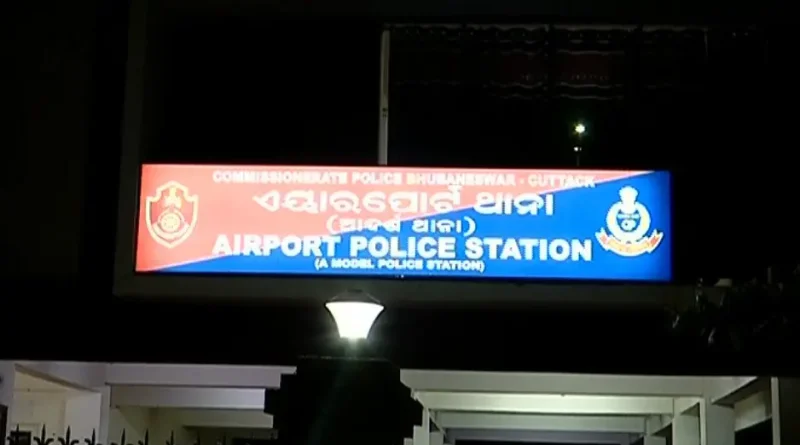 COMMISSIONERATE POLICE BHUBANESWAR - CUTTACK
ଏୟାରପୋର୍ଟ ଥାନା
(ଆଦର୍ଶ ଥାନା)
AIRPORT POLICE STATION
(A MODEL POLICE STATION)